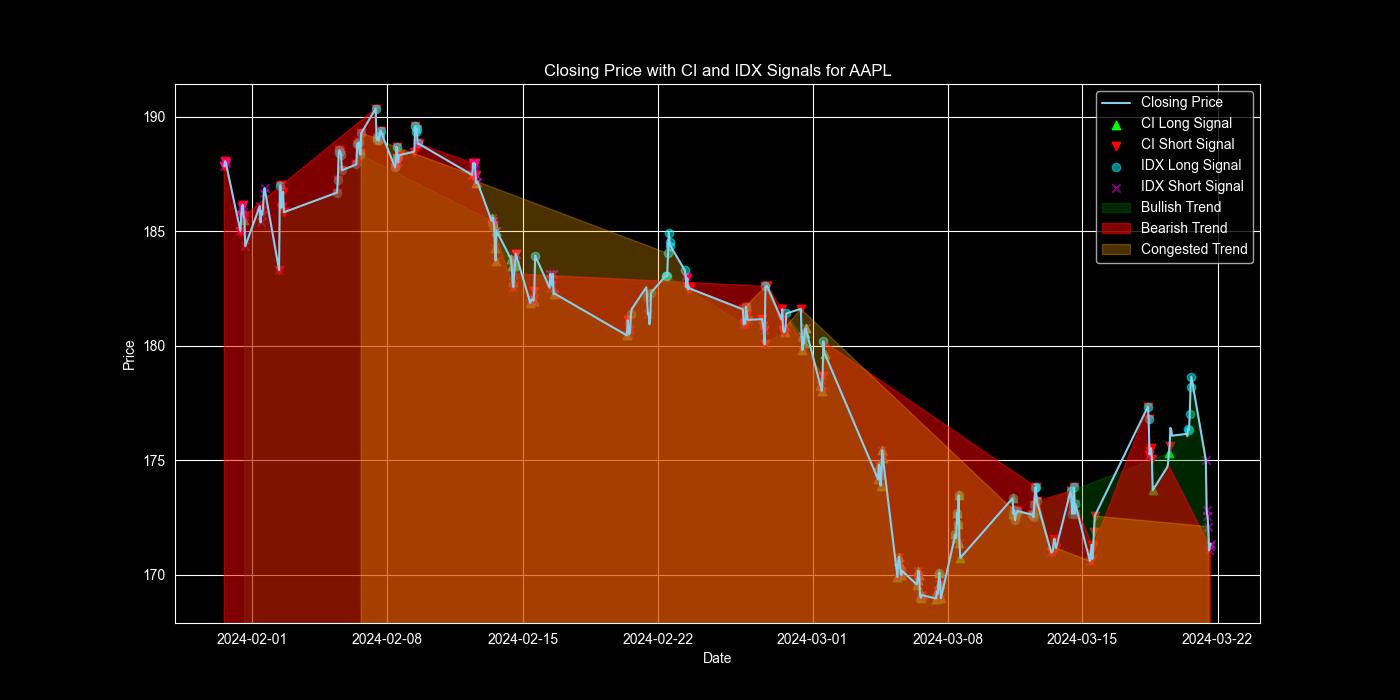 Closing Price with CI and IDX Signals for AAPL
Closing Price
CI Long Signal
CI Short Signal
IDX Long Signal
IDX Short Signal
Bullish Trend
Bearish Trend
Congested Trend
Price
190
185
180
175
170
2024-02-01
2024-02-08
2024-02-15
2024-02-22
2024-03-01
2024-03-08
2024-03-15
2024-03-22
Date